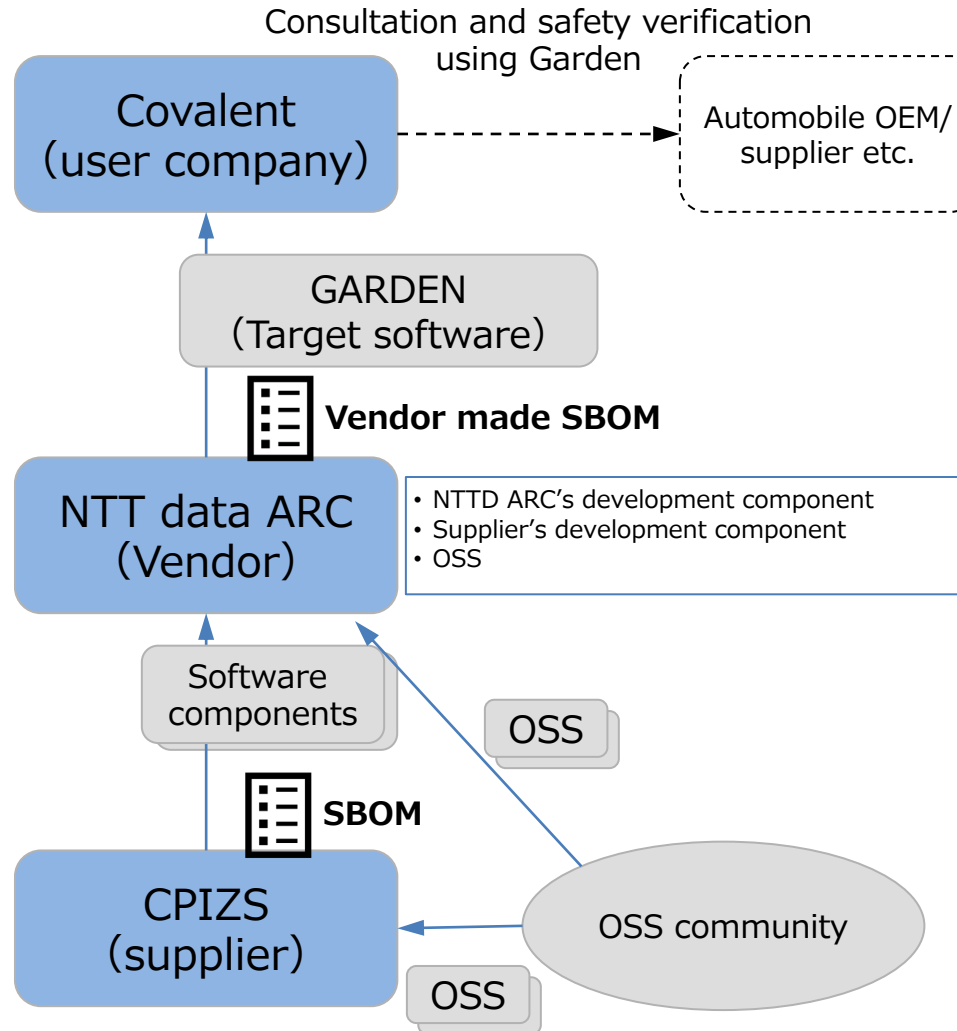 Consultation and safety verification
using Garden
Covalent
(user company)
Automobile OEM/
supplier etc.
GARDEN
(Target software)
Vendor made SBOM
NTT data ARC
(Vendor)
・NTTD ARC’s development component
・Supplier’s development component
・OSS
Software
components
OSS
SBOM
CPIZS
(supplier)
OSS community
OSS